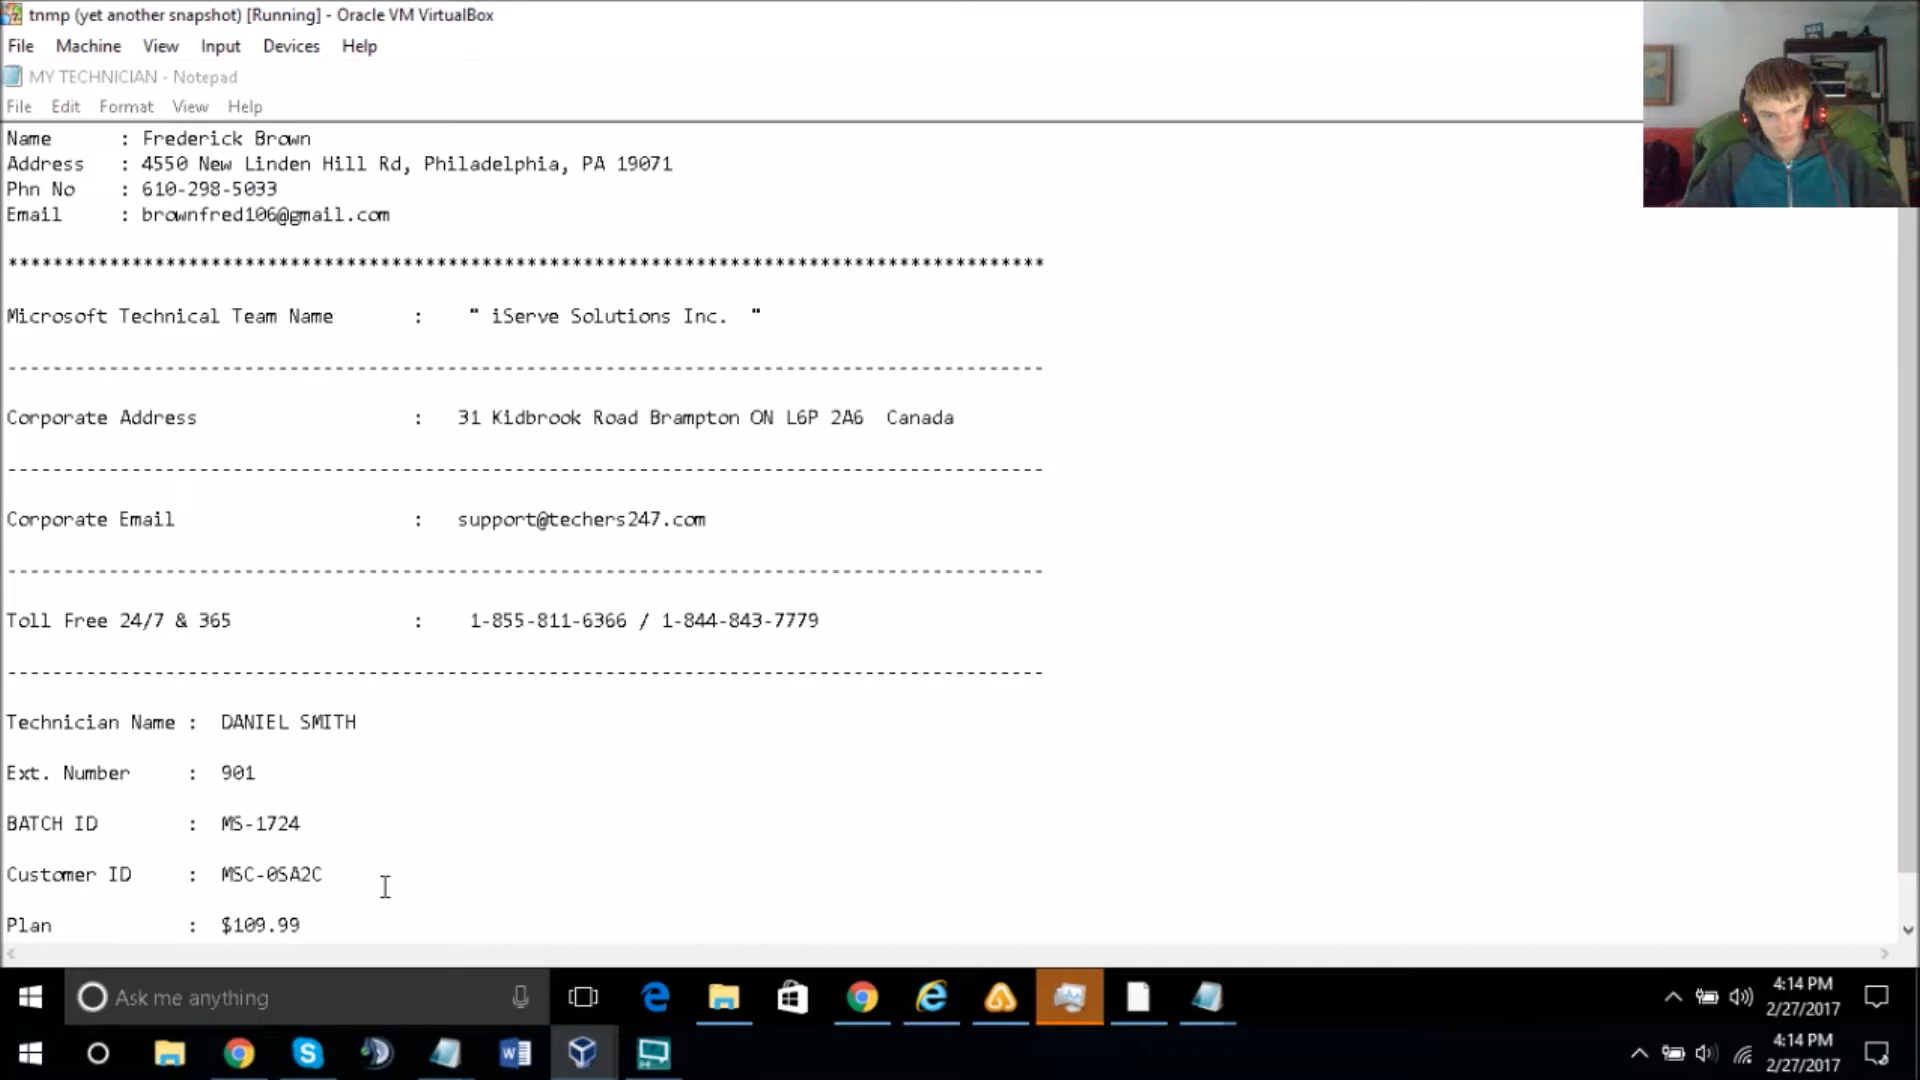 tnmp (yet another snapshot) [Running] - Oracle VM VirtualBox
File Machine View Input Devices Help
MY TECHNICIAN - Notepad
File Edit Format View Help
Name : Frederick Brown
Address : 4550 New Linden Hill Rd, Philadelphia, PA 19071
Phn No : 610-298-5033
Email : brownfred106@gmail.com
********************************************************************************************
Microsoft Technical Team Name : " iServe Solutions Inc. "
--------------------------------------------------------------------------------------------
Corporate Address : 31 Kidbrook Road Brampton ON L6P 2A6 Canada
--------------------------------------------------------------------------------------------
Corporate Email : support@techers247.com
--------------------------------------------------------------------------------------------
Toll Free 24/7 & 365 : 1-855-811-6366 / 1-844-843-7779
--------------------------------------------------------------------------------------------
Technician Name : DANIEL SMITH
Ext. Number : 901
BATCH ID : MS-1724
Customer ID : MSC-0SA2C
Plan : $109.99
Ask me anything
4:14 PM
2/27/2017
4:14 PM
2/27/2017